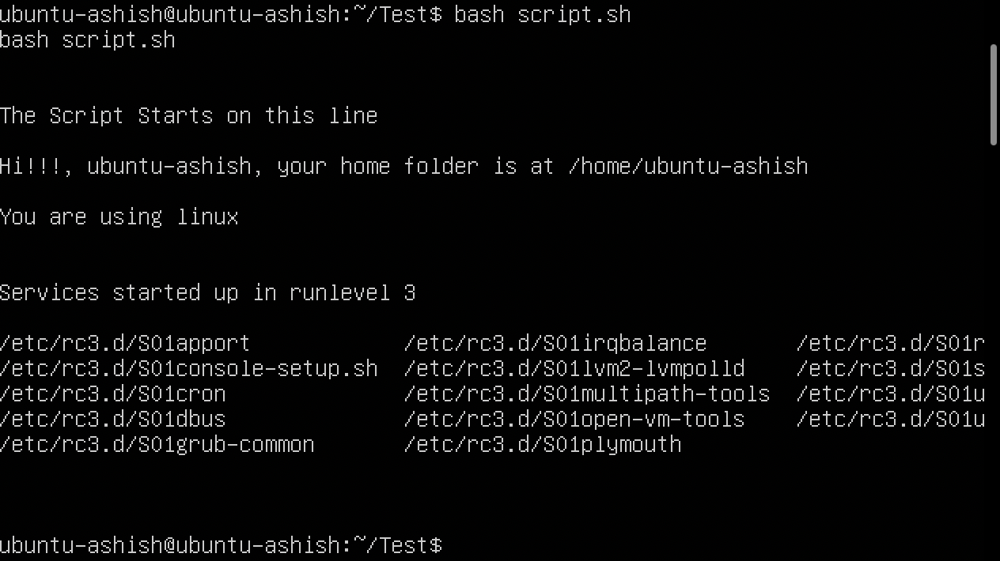 ubuntu-ashish@ubuntu-ashish:~/Test$ bash script.sh
bash script.sh
The Script Starts on this line
Hi!!!, ubuntu-ashish, your home folder is at /home/ubuntu-ashish
You are using linux
Services started up in runlevel 3
/etc/rc3.d/S01apport /etc/rc3.d/S01irqbalance /etc/rc3.d/S01r
/etc/rc3.d/S01console-setup.sh /etc/rc3.d/S01lvm2-lvmpolld /etc/rc3.d/S01s
/etc/rc3.d/S01cron /etc/rc3.d/S01multipath-tools /etc/rc3.d/S01u
/etc/rc3.d/S01dbus /etc/rc3.d/S01open-vm-tools /etc/rc3.d/S01u
/etc/rc3.d/S01grub-common /etc/rc3.d/S01plymouth
ubuntu-ashish@ubuntu-ashish:~/Test$